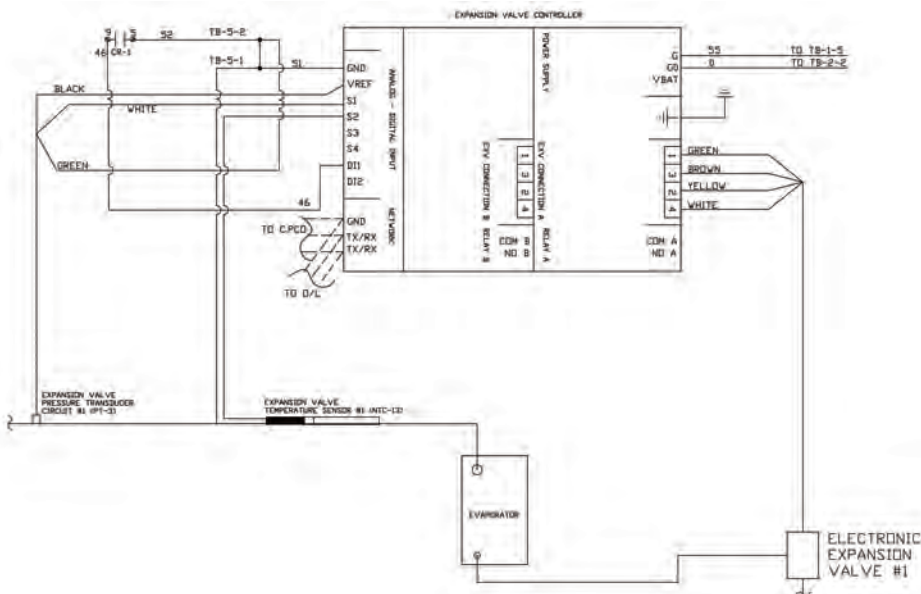 EXPANSION VALVE CONTROLLER
46 CR-1
52
TB-5-2
TB-5-1
51
BLACK
WHITE
GREEN
46
GND
VREF
S1
S2
S3
S4
DI1
DI2
GND
TX/RX
TX/RX
ANALOG - DIGITAL INPUT
NETWORK
TO C.PCO
TO D/L
POWER SUPPLY
EXV CONNECTION A
EXV CONNECTION B
RELAY A
RELAY B
1
3
2
4
COM B
NO B
G
G0
VBAT
55
0
TO TB-1-5
TO TB-2-2
1
3
2
4
GREEN
BROWN
YELLOW
WHITE
COM A
NO A
EXPANSION VALVE
PRESSURE TRANSDUCER
CIRCUIT #1 (PT-3)
EXPANSION VALVE
TEMPERATURE SENSOR #1 (NTC-13)
EVAPORATOR
ELECTRONIC
EXPANSION
VALVE #1